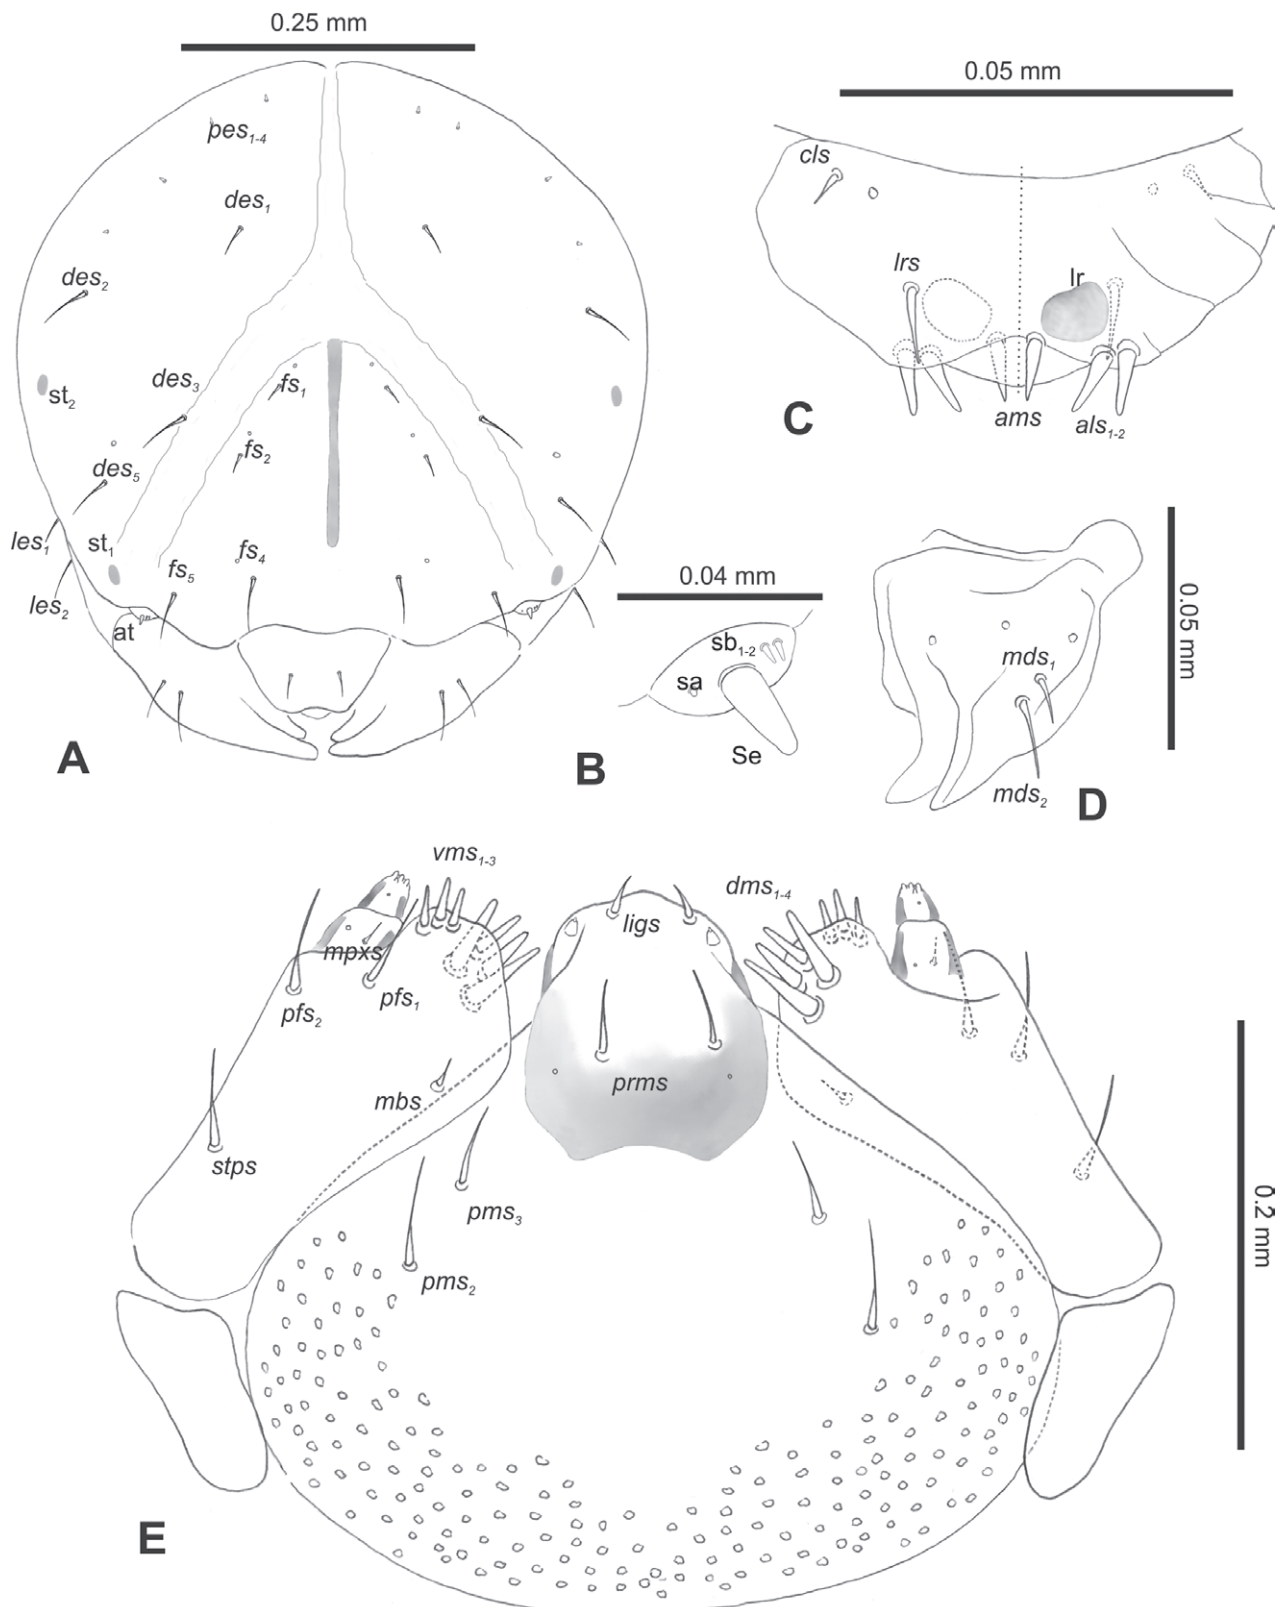 0.25 mm
pes₁₋₄
des₁
des₂
des₃
fs₁
st₂
fs₂
des₅
les₁
st₁
fs₄
fs₅
les₂
at
A
0.04 mm
sb₁₋₂
sa
Se
B
0.05 mm
cls
lrs
lr
ams
als₁₋₂
C
0.05 mm
mds₁
mds₂
D
vms₁₋₃
dms₁₋₄
ligs
mpxs
pfs₁
pfs₂
prms
mbs
stps
pms₃
pms₂
0.2 mm
E